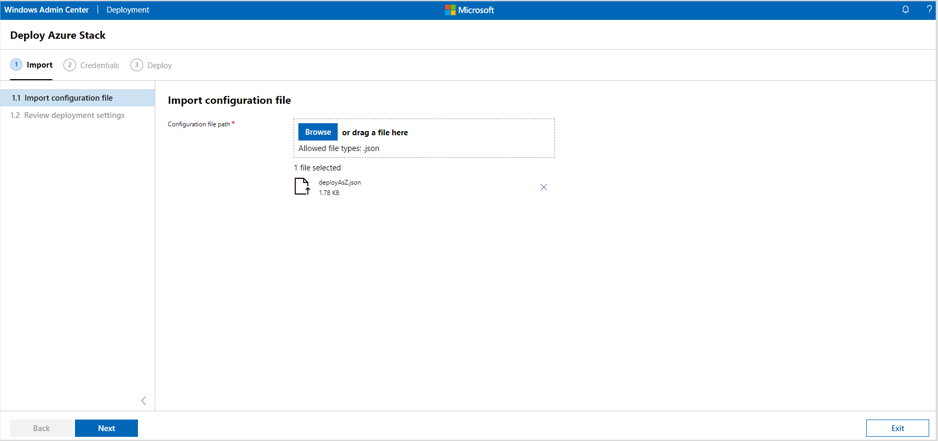 Windows Admin Center | Deployment
Microsoft
?
Deploy Azure Stack
1 Import
2 Credentials
3 Deploy
1.1 Import configuration file
1.2 Review deployment settings
Import configuration file
Configuration file path *
Browse or drag a file here
Allowed file types: .json
1 file selected
deployAsZ.json
1.78 KB
Back
Next
Exit